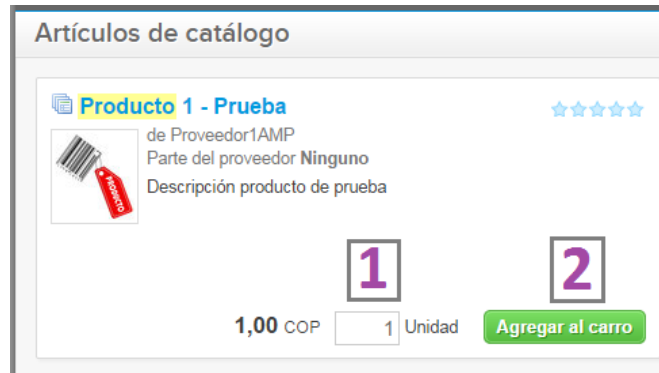 Artículos de catálogo
Producto 1 - Prueba
de Proveedor1AMP
Parte del proveedor Ninguno
PRODUCTO
Descripción producto de prueba
1
2
1,00 COP 1 Unidad Agregar al carro